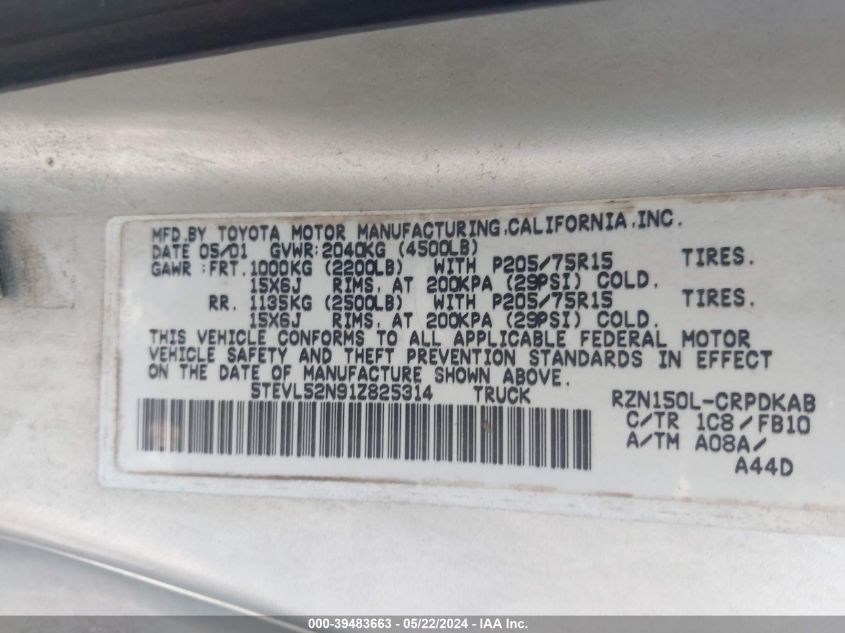 MFD.BY TOYOTA MOTOR MANUFACTURING,CALIFORNIA,INC.
DATE 05/01 GVWR:2040KG (4500LB)
GAWR :FRT.1000KG (2200LB) WITH P205/75R15 TIRES.
15X6J RIMS, AT 200KPA (29PSI) COLD.
RR. 1135KG (2500LB) WITH P205/75R15 TIRES.
15X6J RIMS, AT 200KPA (29PSI) COLD.
THIS VEHICLE CONFORMS TO ALL APPLICABLE FEDERAL MOTOR
VEHICLE SAFETY AND THEFT PREVENTION STANDARDS IN EFFECT
ON THE DATE OF MANUFACTURE SHOWN ABOVE.
5TEVL52N91Z825314 TRUCK RZN150L-CRPDKAB
C/TR 1C8/FB10
A/TM A08A/
A44D
000-39483663 - 05/22/2024 - IAA Inc.